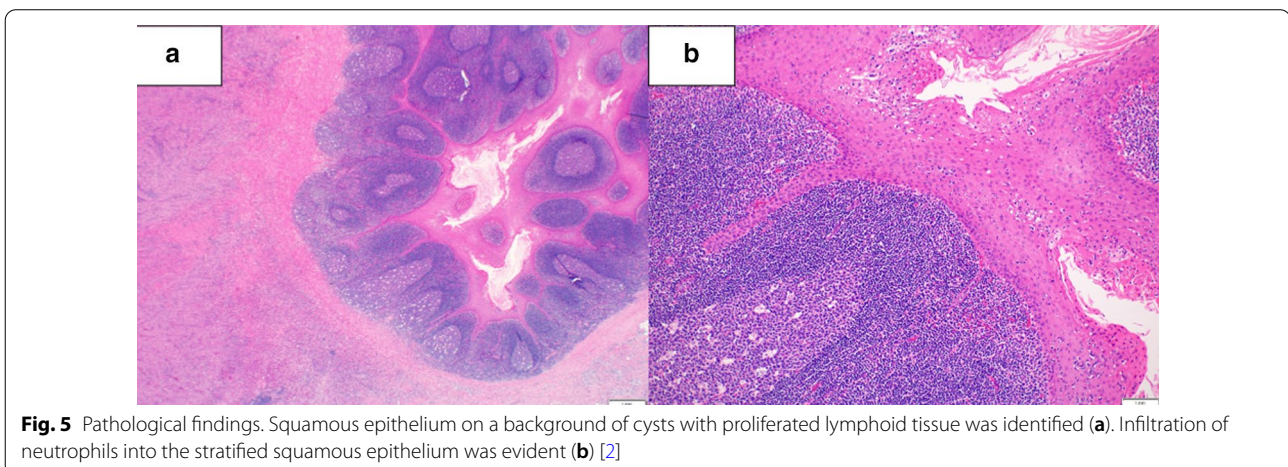 a
b
Fig. 5 Pathological findings. Squamous epithelium on a background of cysts with proliferated lymphoid tissue was identified (a). Infiltration of
neutrophils into the stratified squamous epithelium was evident (b) [2]